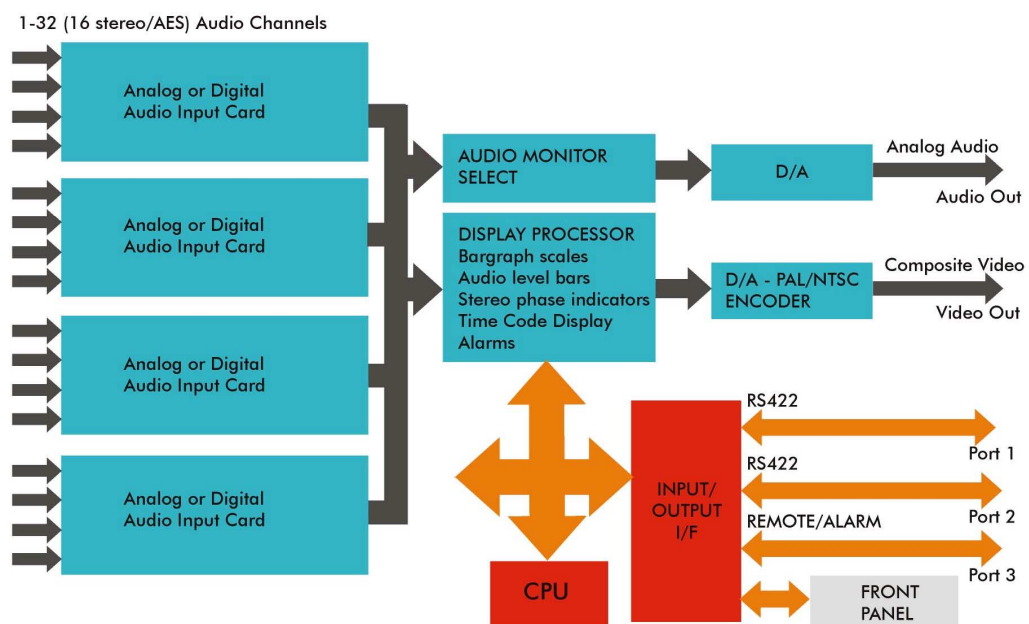 1-32 (16 stereo/AES) Audio Channels
Analog or Digital
Audio Input Card
Analog or Digital
Audio Input Card
Analog or Digital
Audio Input Card
Analog or Digital
Audio Input Card
AUDIO MONITOR
SELECT
D/A
Analog Audio
Audio Out
DISPLAY PROCESSOR
Bargraph scales
Audio level bars
Stereo phase indicators
Time Code Display
Alarms
D/A - PAL/NTSC
ENCODER
Composite Video
Video Out
CPU
INPUT/
OUTPUT
I/F
RS422
Port 1
RS422
Port 2
REMOTE/ALARM
Port 3
FRONT
PANEL